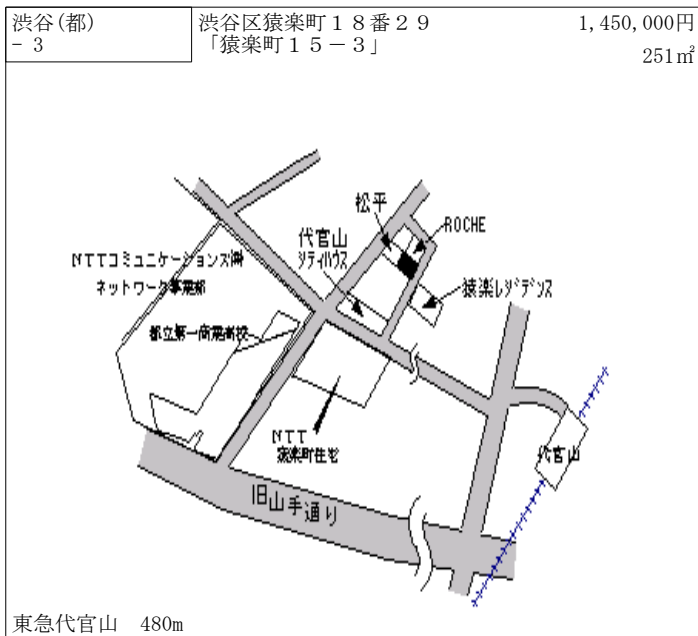 渋谷(都)
－３
渋谷区猿楽町１８番２９
「猿楽町１５－３」
1,450,000円
251㎡
松平
ROCHE
代官山
ｼﾃｨﾊｳｽ
NTTコミュニケーションズ㈱
ネットワーク事業部
猿楽ﾚｼﾞﾃﾞﾝｽ
都立第一商業高校
NTT
猿楽町住宅
代官山
旧山手通り
東急代官山　480m